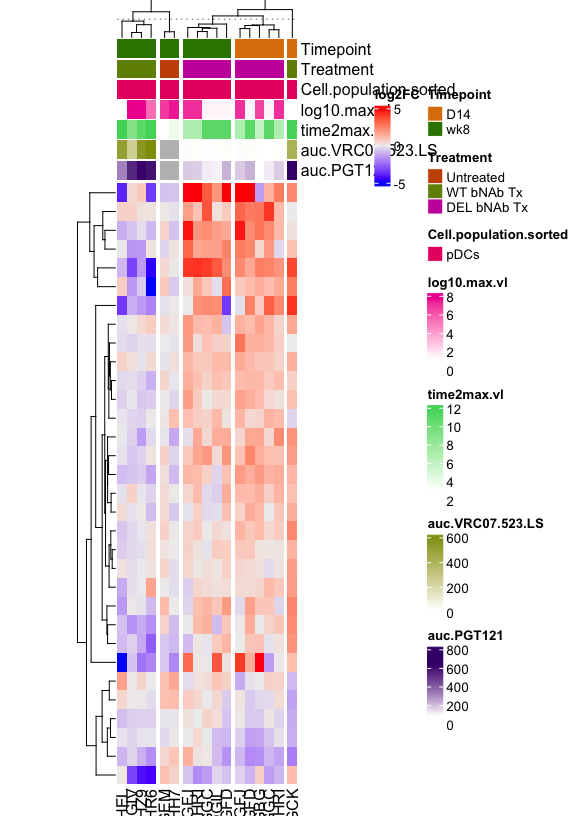 Timepoint
Treatment
Cell.population.sorted
log10.max.
time2max.
auc.VRC07.523.LS
auc.PGT121
log2FC
5
0
-5
Timepoint
D14
wk8
Treatment
Untreated
WT bNAb Tx
DEL bNAb Tx
Cell.population.sorted
pDCs
log10.max.vl
8
6
4
2
0
time2max.vl
12
10
8
6
4
2
auc.VRC07.523.LS
600
400
200
0
auc.PGT121
800
600
400
200
0